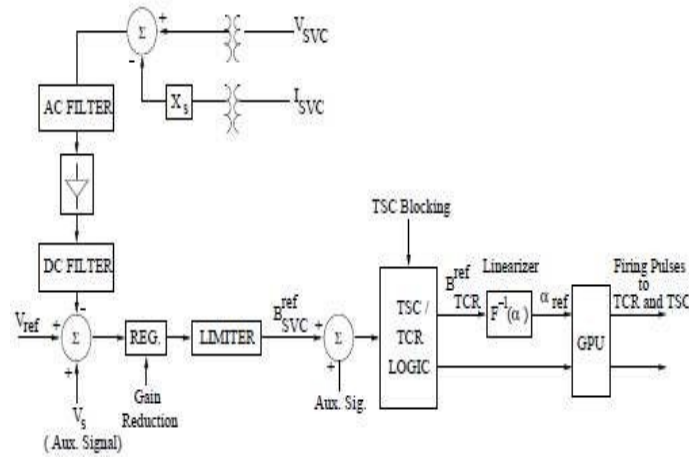 V SVC
Σ
+
-
I SVC
X s
AC FILTER
DC FILTER
TSC Blocking
V ref
+
-
+
Σ
REG.
LIMITER
B ref SVC
+
Σ
+
TSC /
TCR
LOGIC
B ref TCR
Linearizer
F -1 (α)
α ref
GPU
Firing Pulses
to
TCR and TSC
Gain
Reduction
Aux. Sig.
V s
( Aux. Signal)